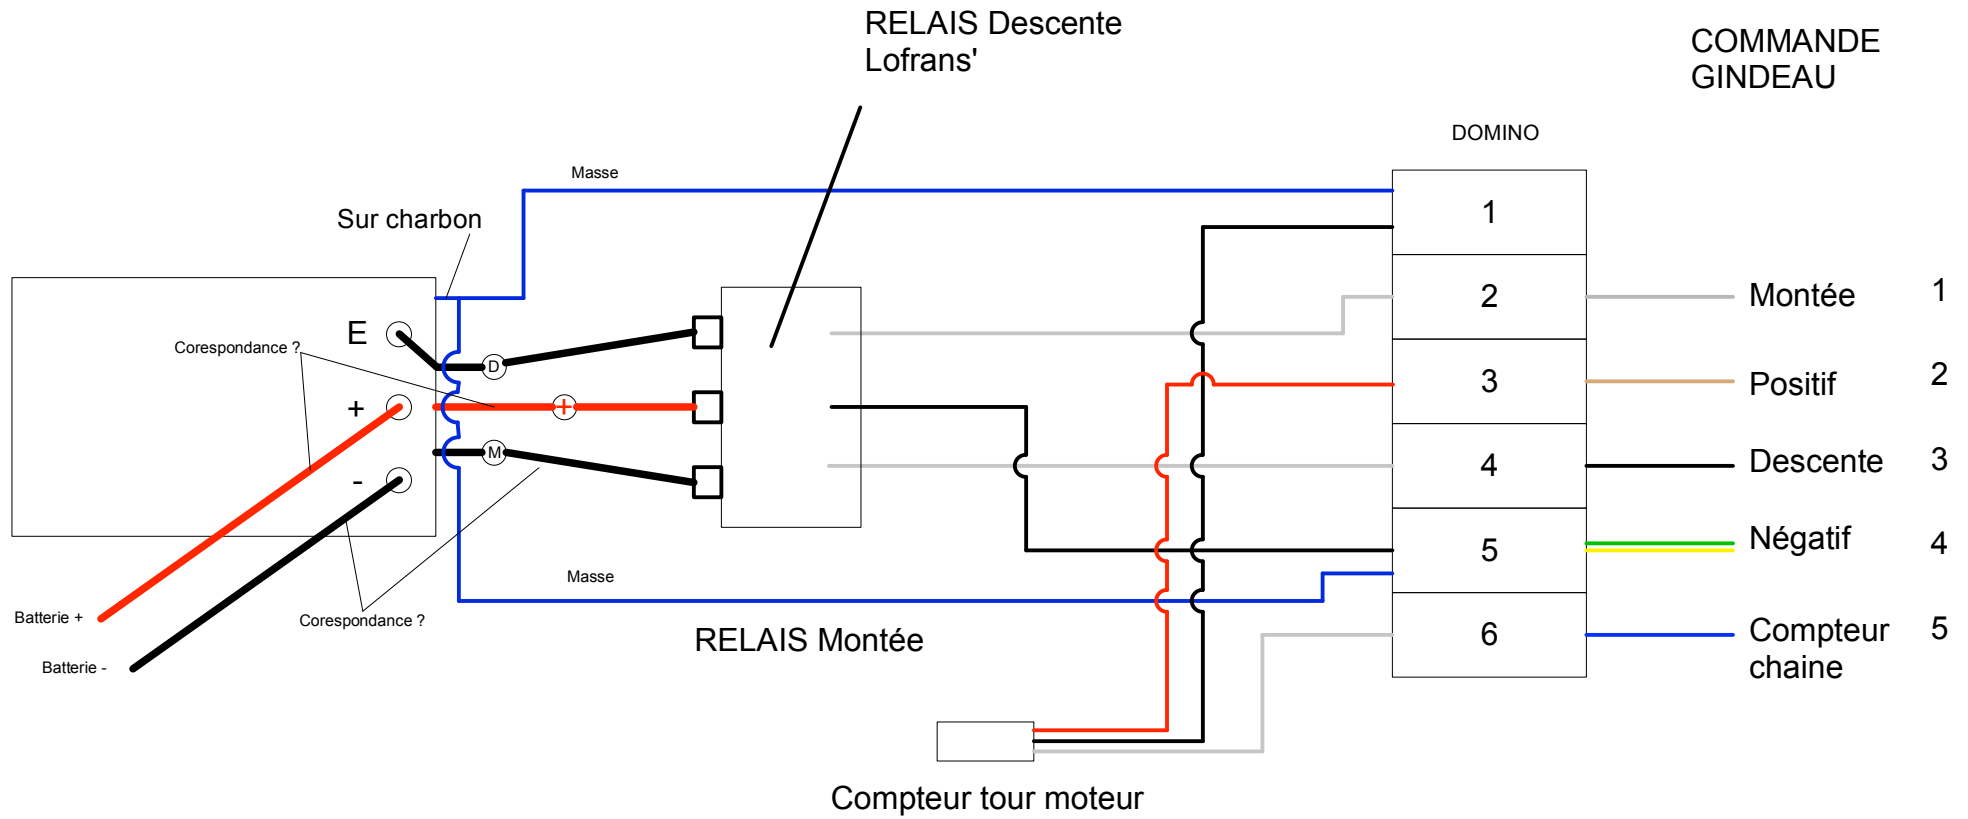 RELAIS Descente
Lofrans'
COMMANDE
GINDEAU
DOMINO
Masse
Sur charbon
1
E
Corespondance ?
D
2
Montée
1
+
+
3
Positif
2
M
-
4
Descente
3
5
Négatif
4
Masse
Batterie +
Corespondance ?
Batterie -
RELAIS Montée
6
Compteur
chaine
5
Compteur tour moteur